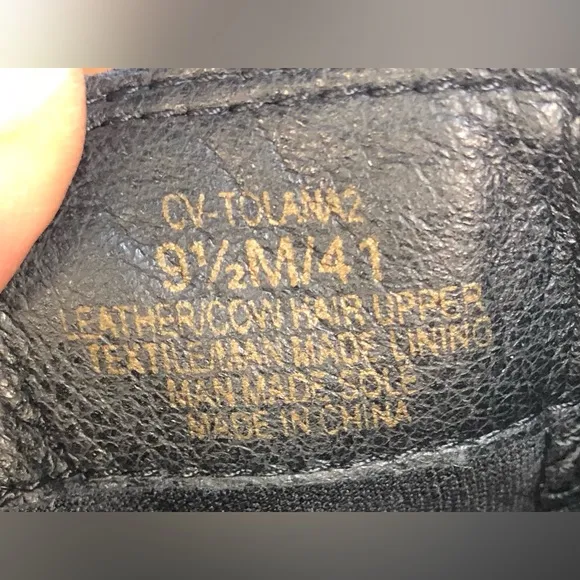 CV-TOLANA2
9½M/41
LEATHER/COW HAIR UPPER
TEXTILE/MAN MADE LINING
MAN MADE SOLE
MADE IN CHINA